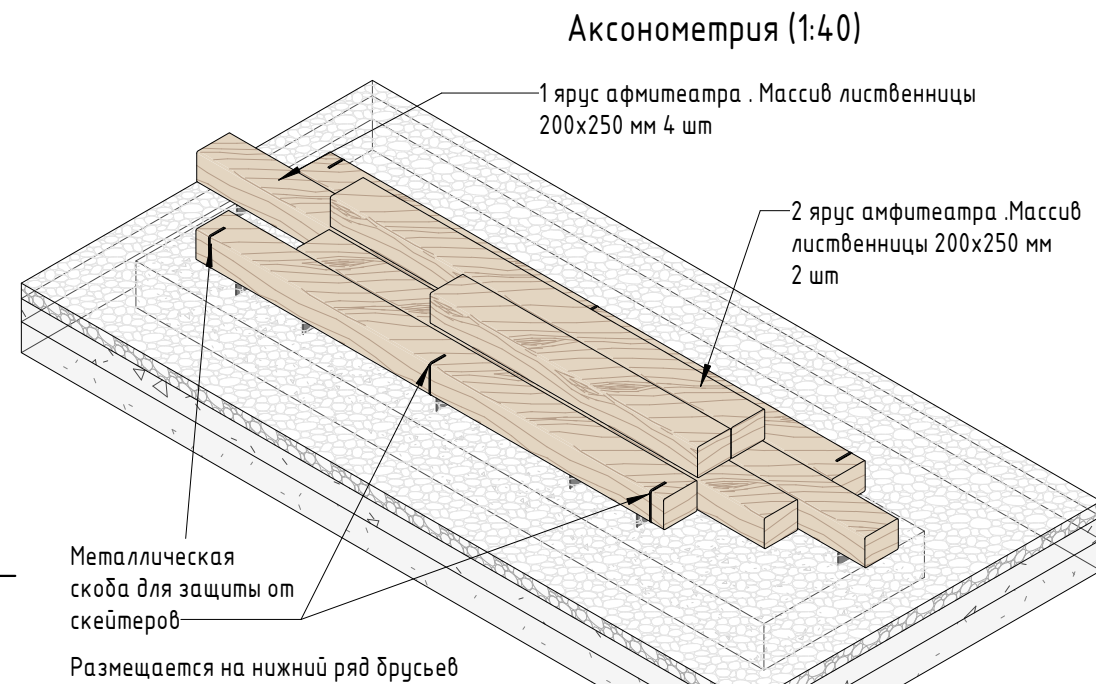 Аксонометрия (1:40)
1 ярус афмитеатра . Массив лиственницы
200х250 мм 4 шт
2 ярус амфитеатра .Массив
лиственницы 200х250 мм
2 шт
Металлическая
скоба для защиты от
скейтеров
Размещается на нижний ряд брусьев